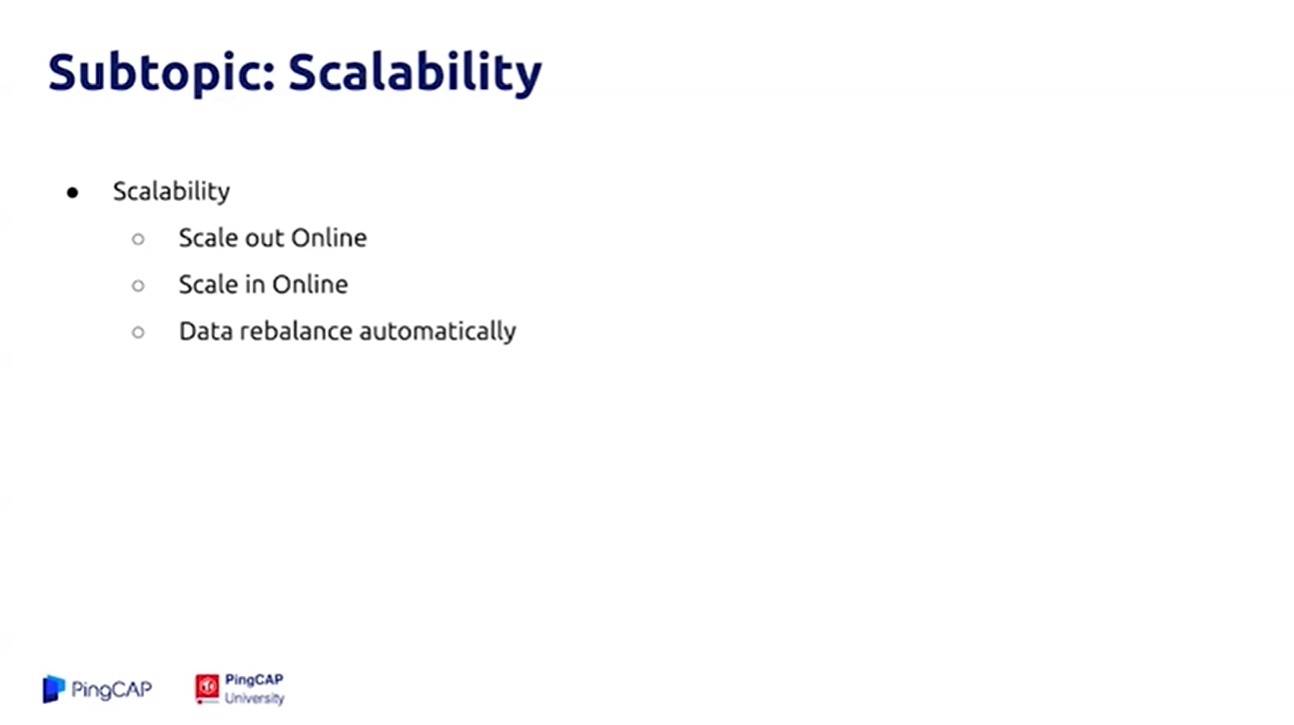 Subtopic: Scalability
● Scalability
○ Scale out Online
○ Scale in Online
○ Data rebalance automatically
PingCAP
PingCAP
University